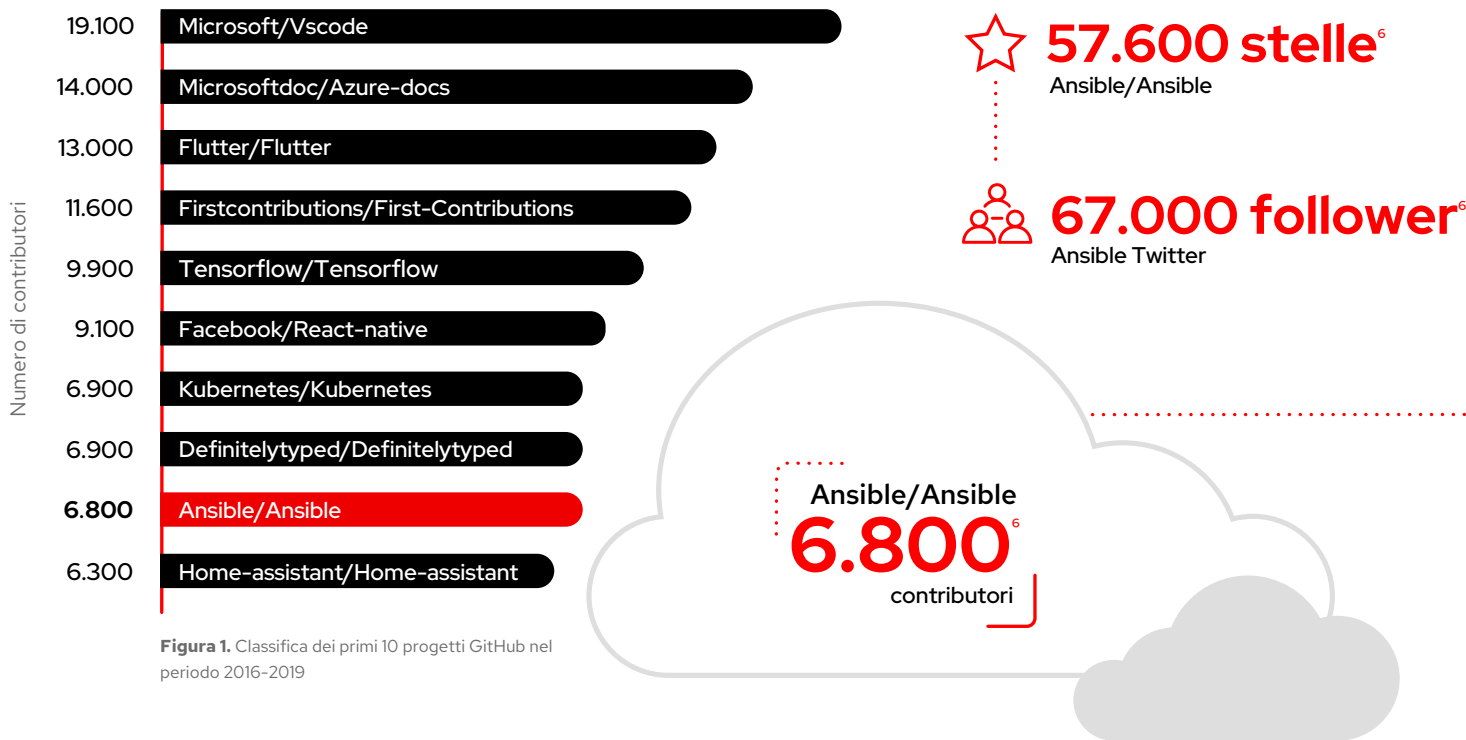 Numero di contributori
19.100 Microsoft/Vscode
14.000 Microsoftdoc/Azure-docs
13.000 Flutter/Flutter
11.600 Firstcontributions/First-Contributions
9.900 Tensorflow/Tensorflow
9.100 Facebook/React-native
6.900 Kubernetes/Kubernetes
6.900 Definitelytyped/Definitelytyped
6.800 Ansible/Ansible
6.300 Home-assistant/Home-assistant
Figura 1. Classifica dei primi 10 progetti GitHub nel
periodo 2016-2019
57.600 stelle6
Ansible/Ansible
67.000 follower6
Ansible Twitter
Ansible/Ansible
6.8006
contributori